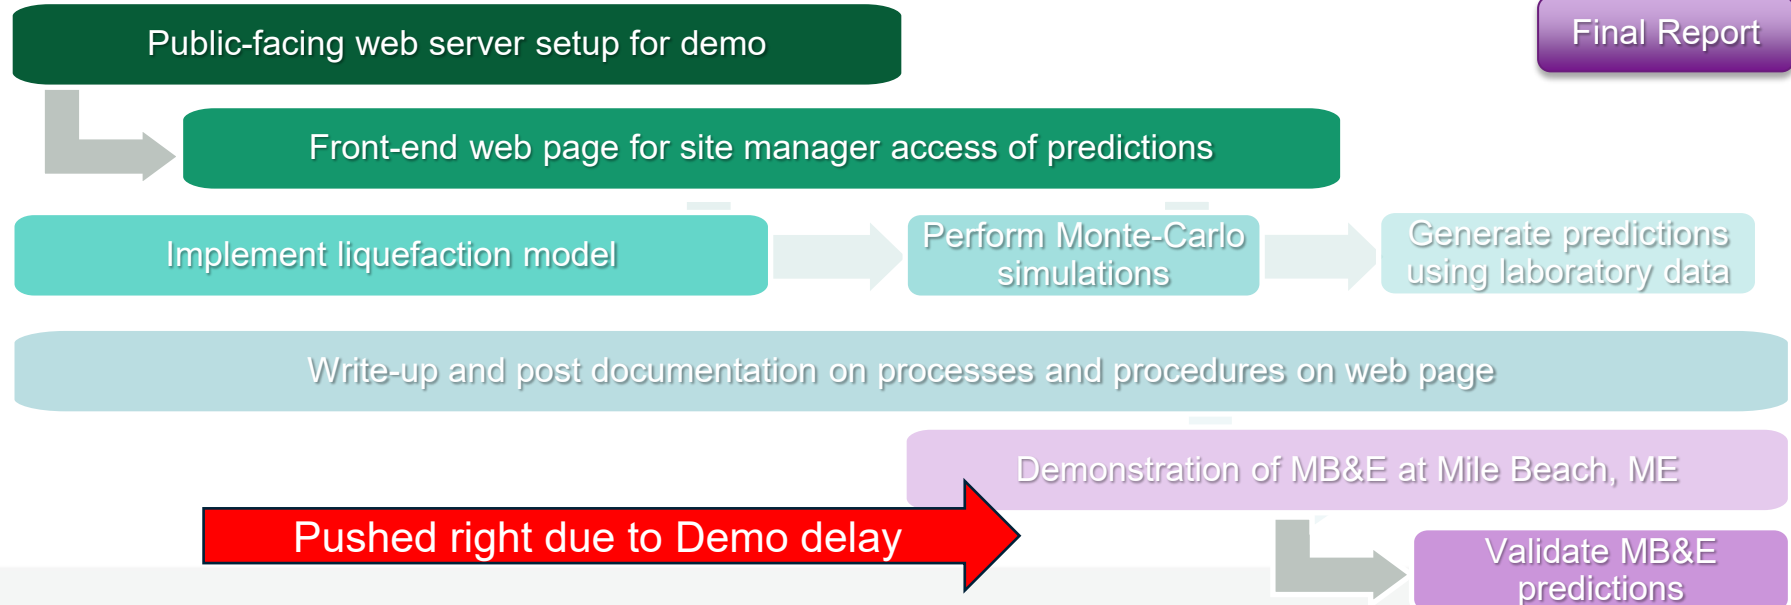 Public-facing web server setup for demo
Final Report
Front-end web page for site manager access of predictions
Implement liquefaction model
Perform Monte-Carlo
simulations
Generate predictions
using laboratory data
Write-up and post documentation on processes and procedures on web page
Demonstration of MB&E at Mile Beach, ME
Pushed right due to Demo delay
Validate MB&E
predictions